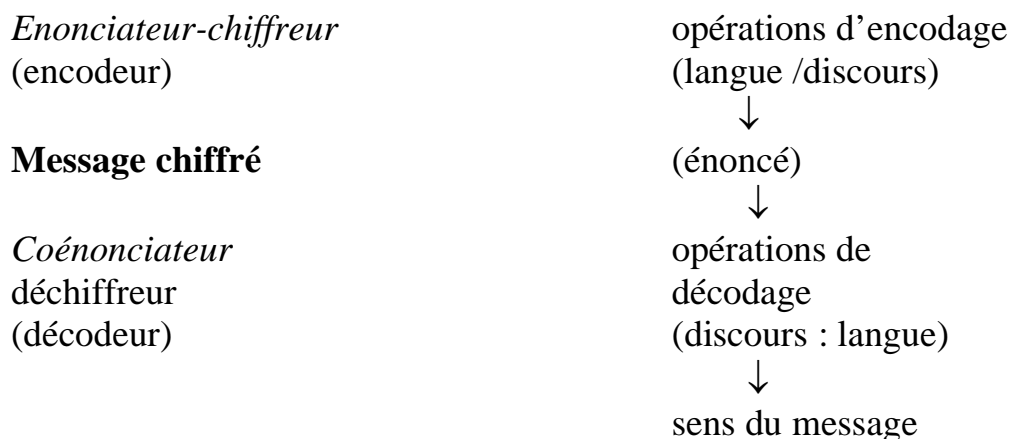 Enonciateur-chiffreur opérations d’encodage
(encodeur) (langue /discours)
↓
Message chiffré (énoncé)
↓
Coénonciateur opérations de
déchiffreur décodage
(décodeur) (discours : langue)
↓
sens du message